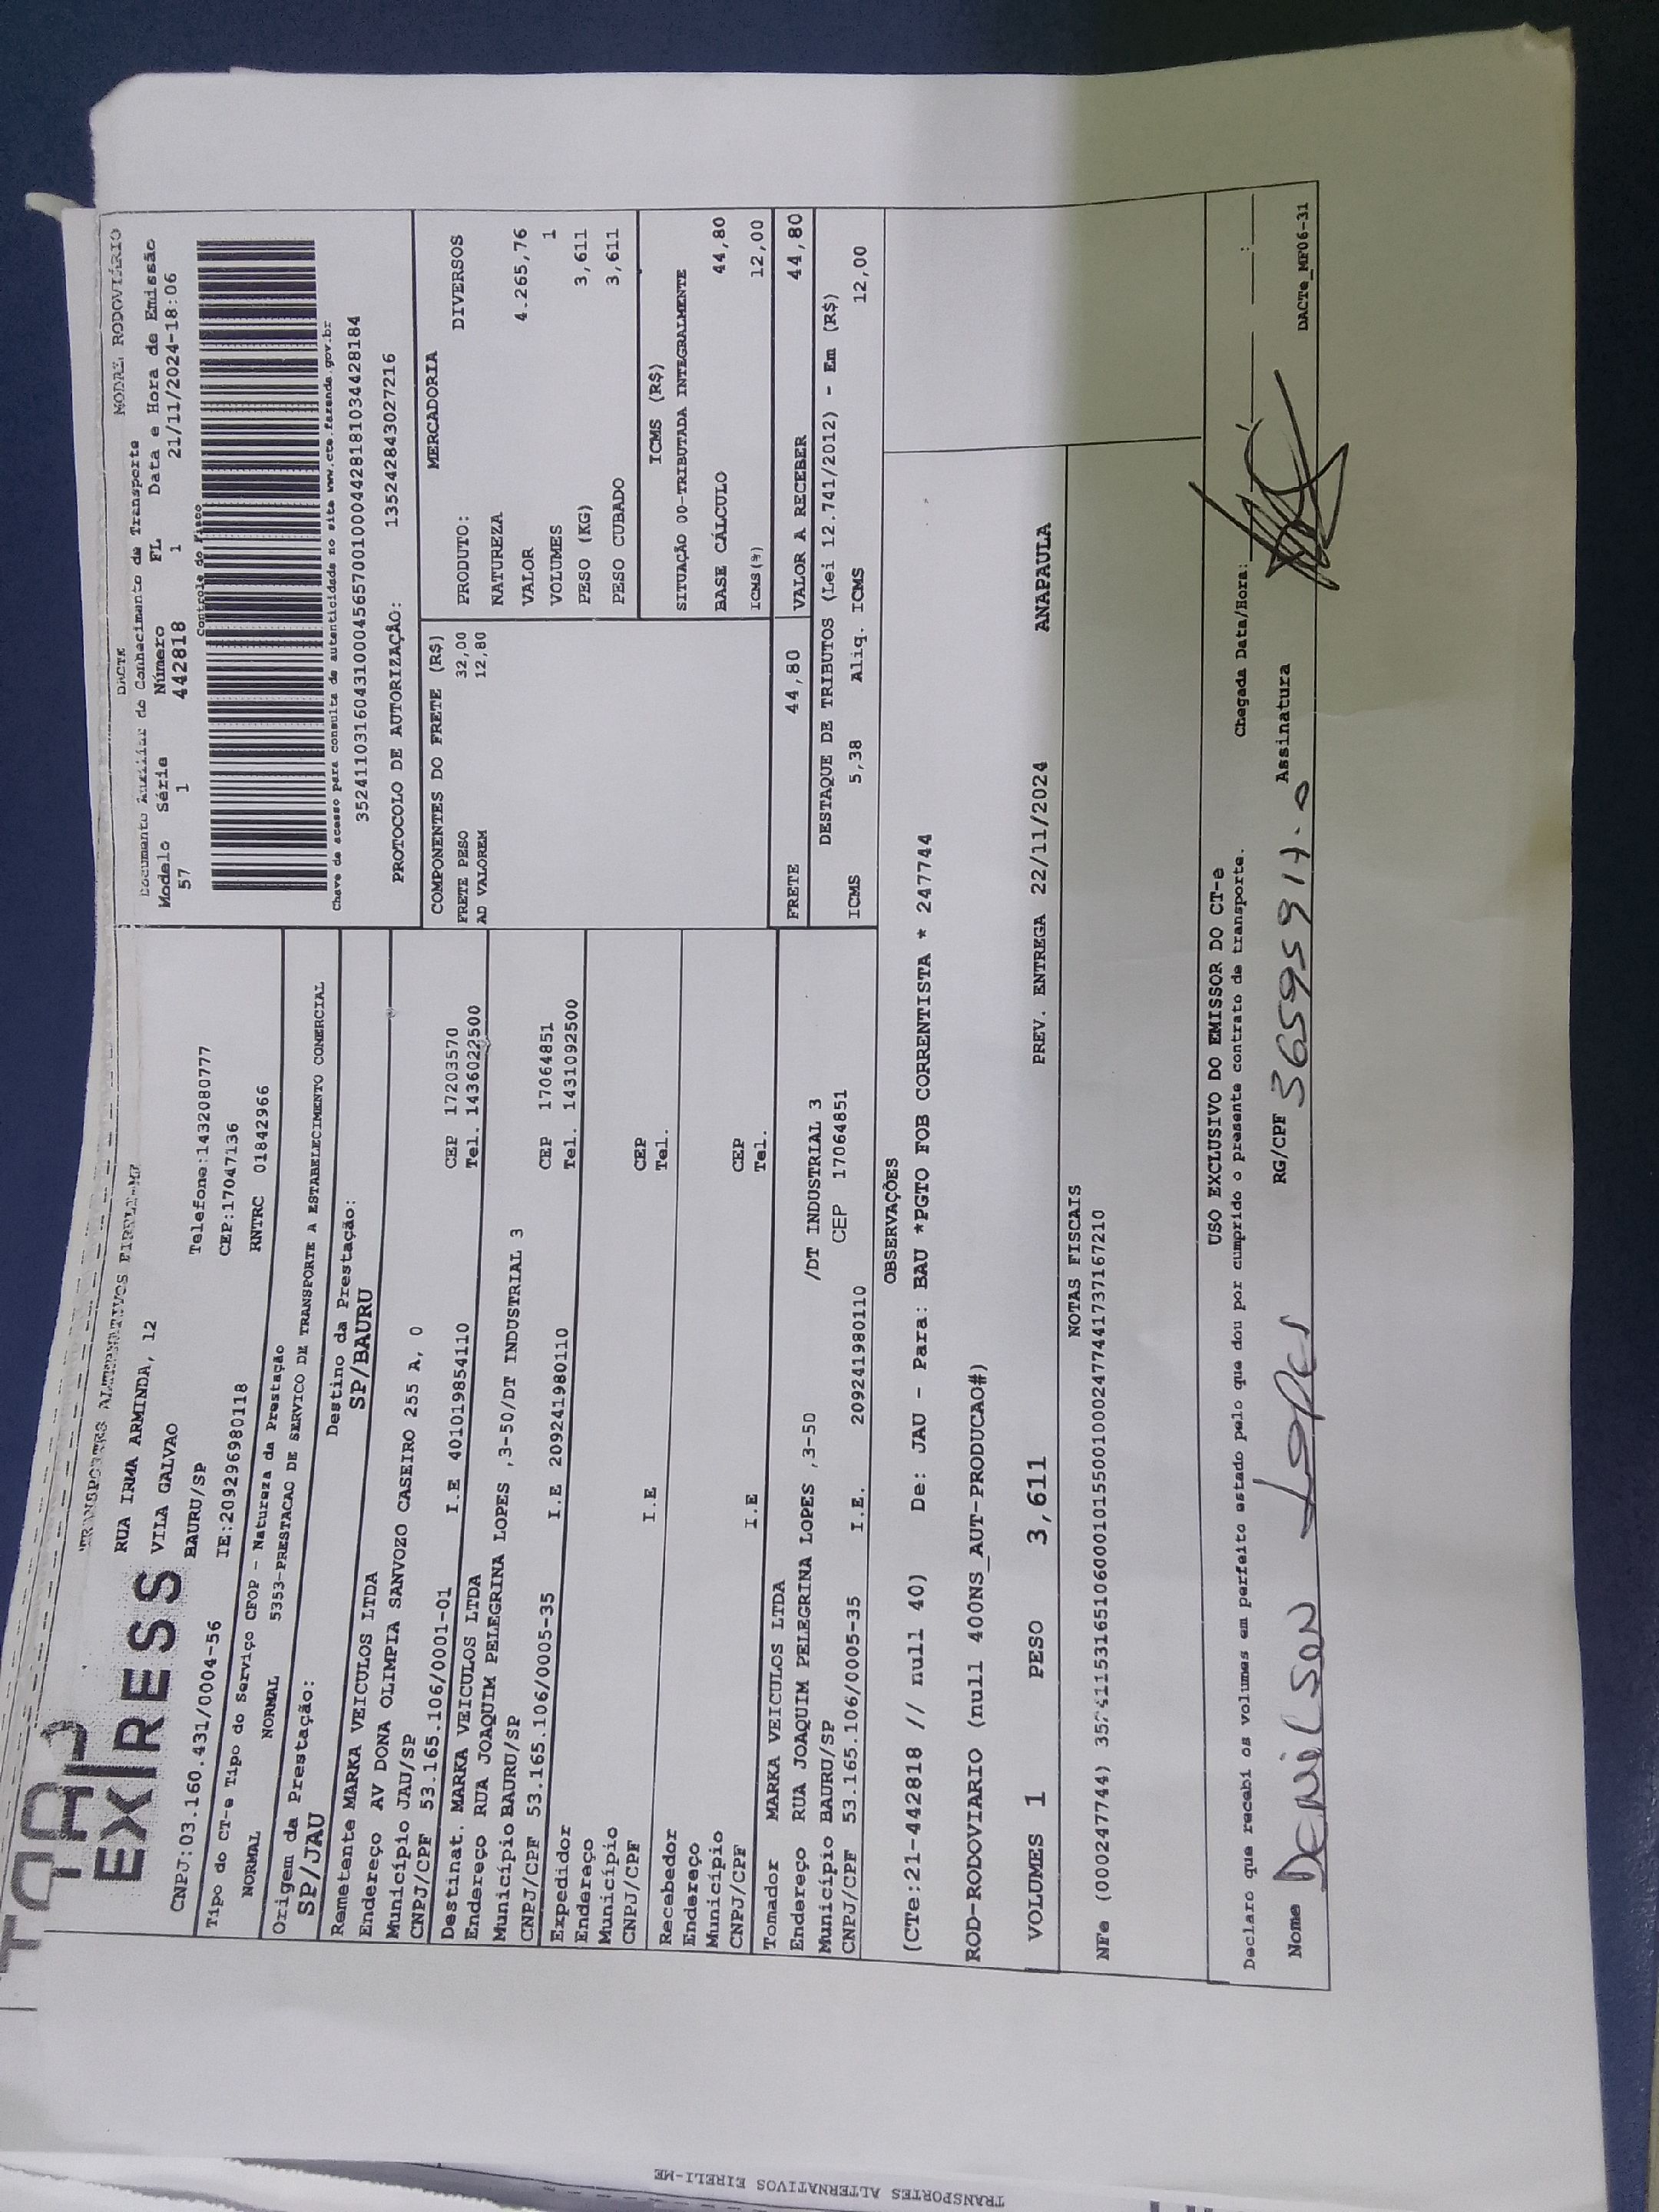 EXPRESS
TRANSPORTES ALTERNATIVOS EIRELI-ME
RUA IRMA ARMINDA, 12
VILA GALVAO
BAURU/SP Telefone:1432080777
CNPJ:03.160.431/0004-56 IE:209296980118 CEP:17047136
RNTRC 01842966
Tipo do CT-e Tipo do Serviço CFOP - Natureza da Prestação
NORMAL NORMAL 5353-PRESTACAO DE SERVICO DE TRANSPORTE A ESTABELECIMENTO COMERCIAL
Origem da Prestação: Destino da Prestação:
SP/JAU SP/BAURU
DACTE MODAL RODOVIÁRIO
Documento Auxiliar do Conhecimento de Transporte
Modelo Série Número FL Data e Hora de Emissão
57 1 442818 1 21/11/2024-18:06
Controle do Fisco
Chave de acesso para consulta de autenticidade no site www.cte.fazenda.gov.br
35241103160431000456570010004428181034428184
PROTOCOLO DE AUTORIZAÇÃO: 135242843027216
Remetente MARKA VEICULOS LTDA
Endereço AV DONA OLIMPIA SANVOZO CASEIRO 255 A, 0
Município JAU/SP CEP 17203570
CNPJ/CPF 53.165.106/0001-01 I.E 401019854110 Tel. 1436022500
Destinat. MARKA VEICULOS LTDA
Endereço RUA JOAQUIM PELEGRINA LOPES ,3-50/DT INDUSTRIAL 3
Município BAURU/SP CEP 17064851
CNPJ/CPF 53.165.106/0005-35 I.E 209241980110 Tel. 1431092500
Expedidor
Endereço
Município CEP
CNPJ/CPF I.E Tel.
Recebedor
Endereço
Município CEP
CNPJ/CPF I.E Tel.
Tomador MARKA VEICULOS LTDA
Endereço RUA JOAQUIM PELEGRINA LOPES ,3-50 /DT INDUSTRIAL 3
Município BAURU/SP CEP 17064851
CNPJ/CPF 53.165.106/0005-35 I.E. 209241980110
COMPONENTES DO FRETE (R$)
FRETE PESO 32,00
AD VALOREM 12,80
MERCADORIA
PRODUTO: DIVERSOS
NATUREZA
VALOR 4.265,76
VOLUMES 1
PESO (KG) 3,611
PESO CUBADO 3,611
ICMS (R$)
SITUAÇÃO 00-TRIBUTADA INTEGRALMENTE
BASE CÁLCULO 44,80
ICMS(%) 12,00
FRETE 44,80 VALOR A RECEBER 44,80
DESTAQUE DE TRIBUTOS (Lei 12.741/2012) - Em (R$)
ICMS 5,38 Aliq. ICMS 12,00
OBSERVAÇÕES
(CTe:21-442818 // null 40) De: JAU - Para: BAU *PGTO FOB CORRENTISTA * 247744
ROD-RODOVIARIO (null 400NS_AUT-PRODUCAO#)
VOLUMES 1 PESO 3,611 PREV. ENTREGA 22/11/2024 ANAPAULA
NOTAS FISCAIS
NFe (000247744)
USO EXCLUSIVO DO EMISSOR DO CT-e
Declaro que recebi os volumes em perfeito estado pelo que dou por cumprido o presente contrato de transporte. Chegada Data/Hora:
Nome Denilson Lopes RG/CPF Assinatura
DACTe_MF06-31
TRANSPORTES ALTERNATIVOS EIRELI-ME